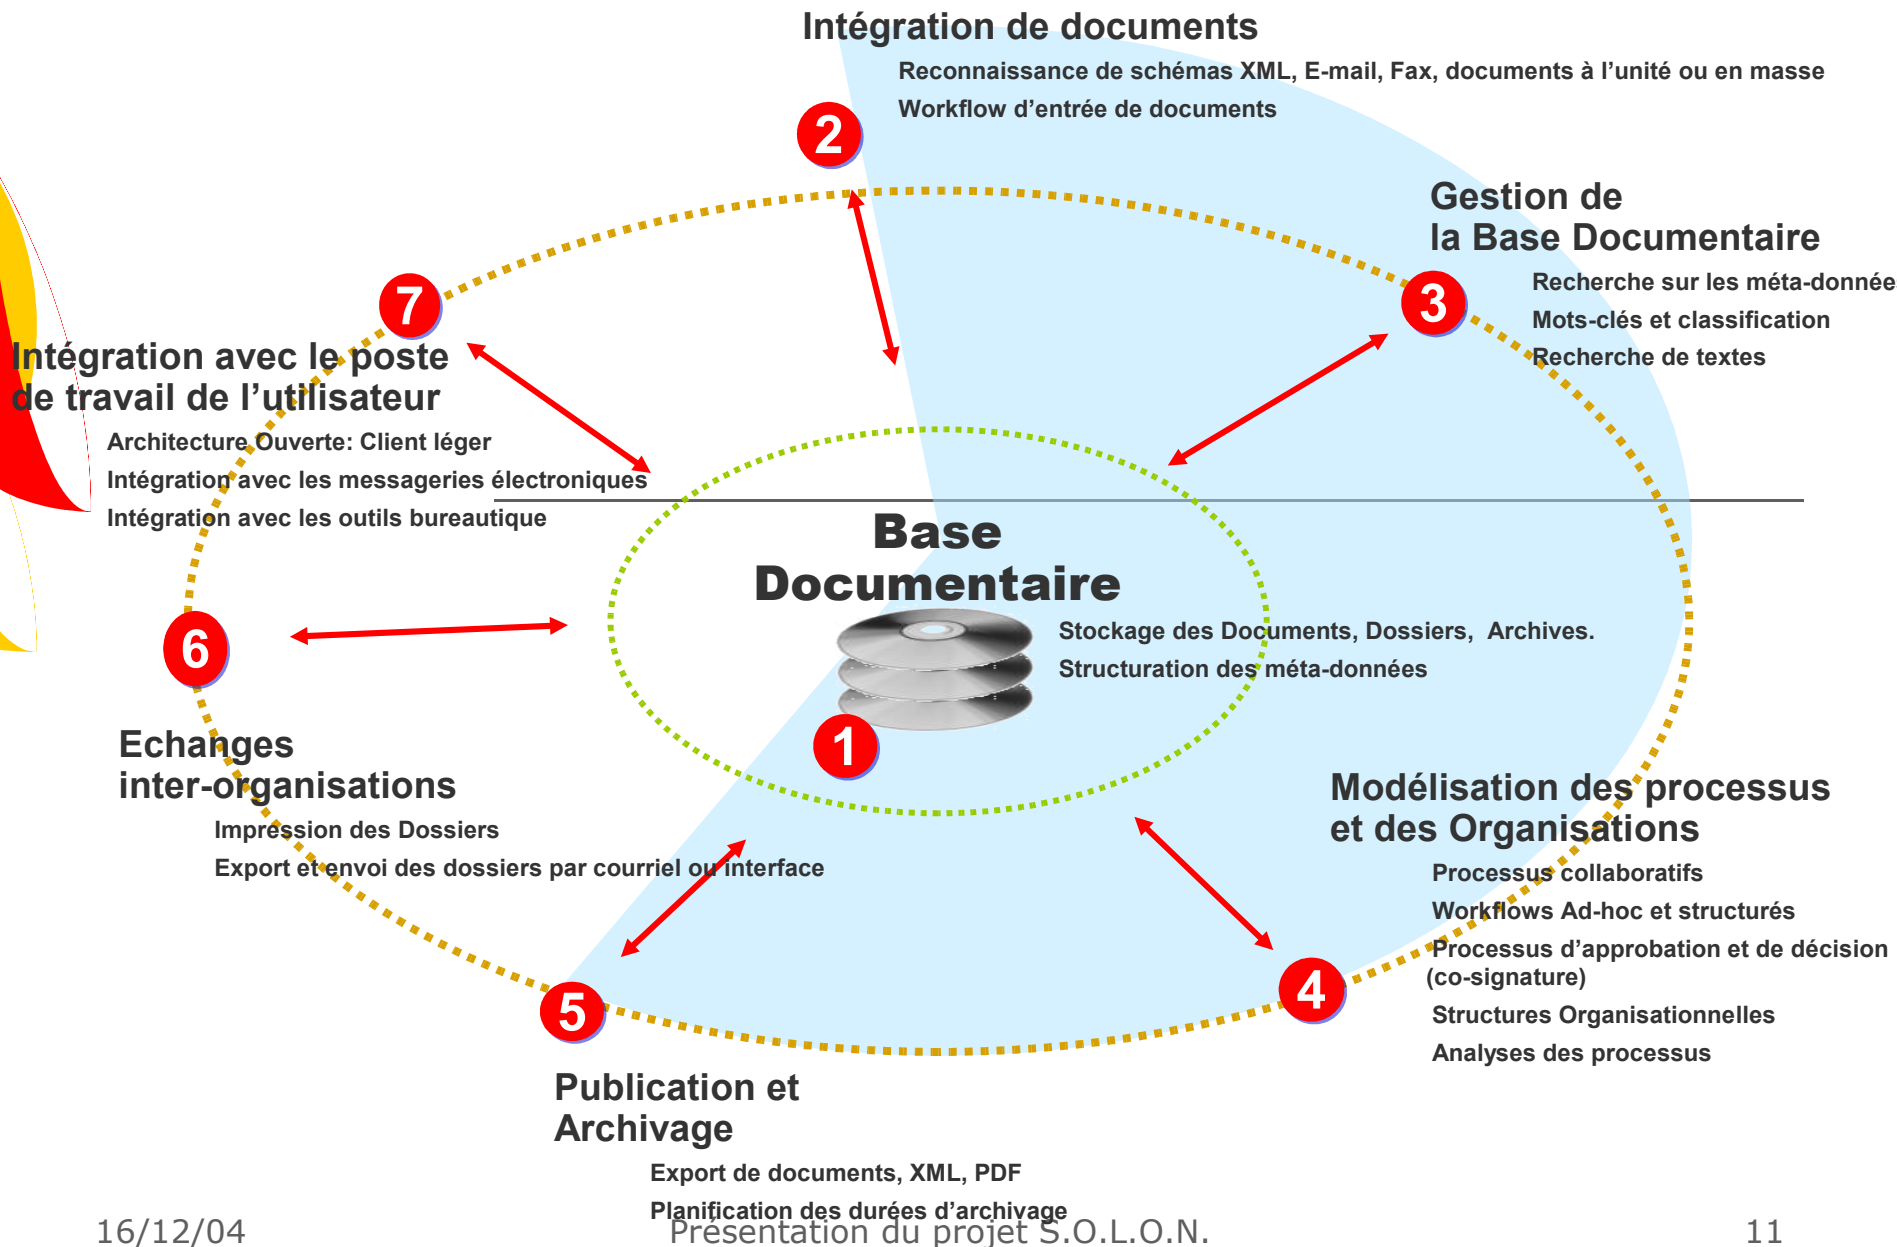 Intégration de documents
Reconnaissance de schémas XML, E-mail, Fax, documents à l’unité ou en masse
Workflow d’entrée de documents
2
Gestion de
la Base Documentaire
3
Recherche sur les méta-données
Mots-clés et classification
Recherche de textes
7
Intégration avec le poste
de travail de l’utilisateur
Architecture Ouverte: Client léger
Intégration avec les messageries électroniques
Intégration avec les outils bureautique
Base
Documentaire
Stockage des Documents, Dossiers, Archives.
Structuration des méta-données
1
6
Echanges
inter-organisations
Impression des Dossiers
Export et envoi des dossiers par courriel ou interface
Modélisation des processus
et des Organisations
Processus collaboratifs
Workflows Ad-hoc et structurés
Processus d’approbation et de décision
(co-signature)
Structures Organisationnelles
Analyses des processus
4
5
Publication et
Archivage
Export de documents, XML, PDF
Planification des durées d’archivage
16/12/04
Présentation du projet S.O.L.O.N.
11